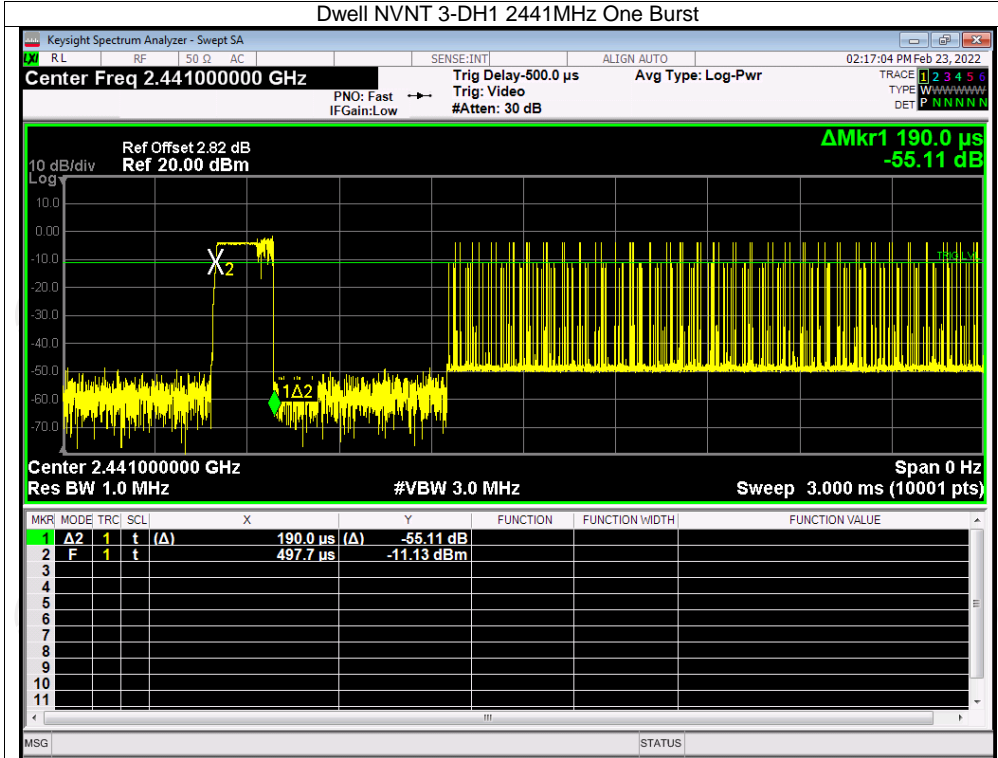 Dwell NVNT 3-DH1 2441MHz One Burst
Keysight Spectrum Analyzer - Swept SA
LXI RL RF 50 Ω AC SENSE:INT ALIGN AUTO 02:17:04 PM Feb 23, 2022
Center Freq 2.441000000 GHz Trig Delay-500.0 µs Avg Type: Log-Pwr TRACE 1 2 3 4 5 6
PNO: Fast Trig: Video TYPE WWWWWW
IFGain:Low #Atten: 30 dB DET P N N N N N
ΔMkr1 190.0 µs
-55.11 dB
Ref Offset 2.82 dB
10 dB/div Ref 20.00 dBm
Log
10.0
0.00
-10.0
-20.0
-30.0
-40.0
-50.0
-60.0
-70.0
TRIG LVL
X2
1Δ2
Center 2.441000000 GHz Span 0 Hz
Res BW 1.0 MHz #VBW 3.0 MHz Sweep 3.000 ms (10001 pts)
MKR MODE TRC SCL X Y FUNCTION FUNCTION WIDTH FUNCTION VALUE
1 Δ2 1 t (Δ) 190.0 µs (Δ) -55.11 dB
2 F 1 t 497.7 µs -11.13 dBm
3
4
5
6
7
8
9
10
11
MSG STATUS